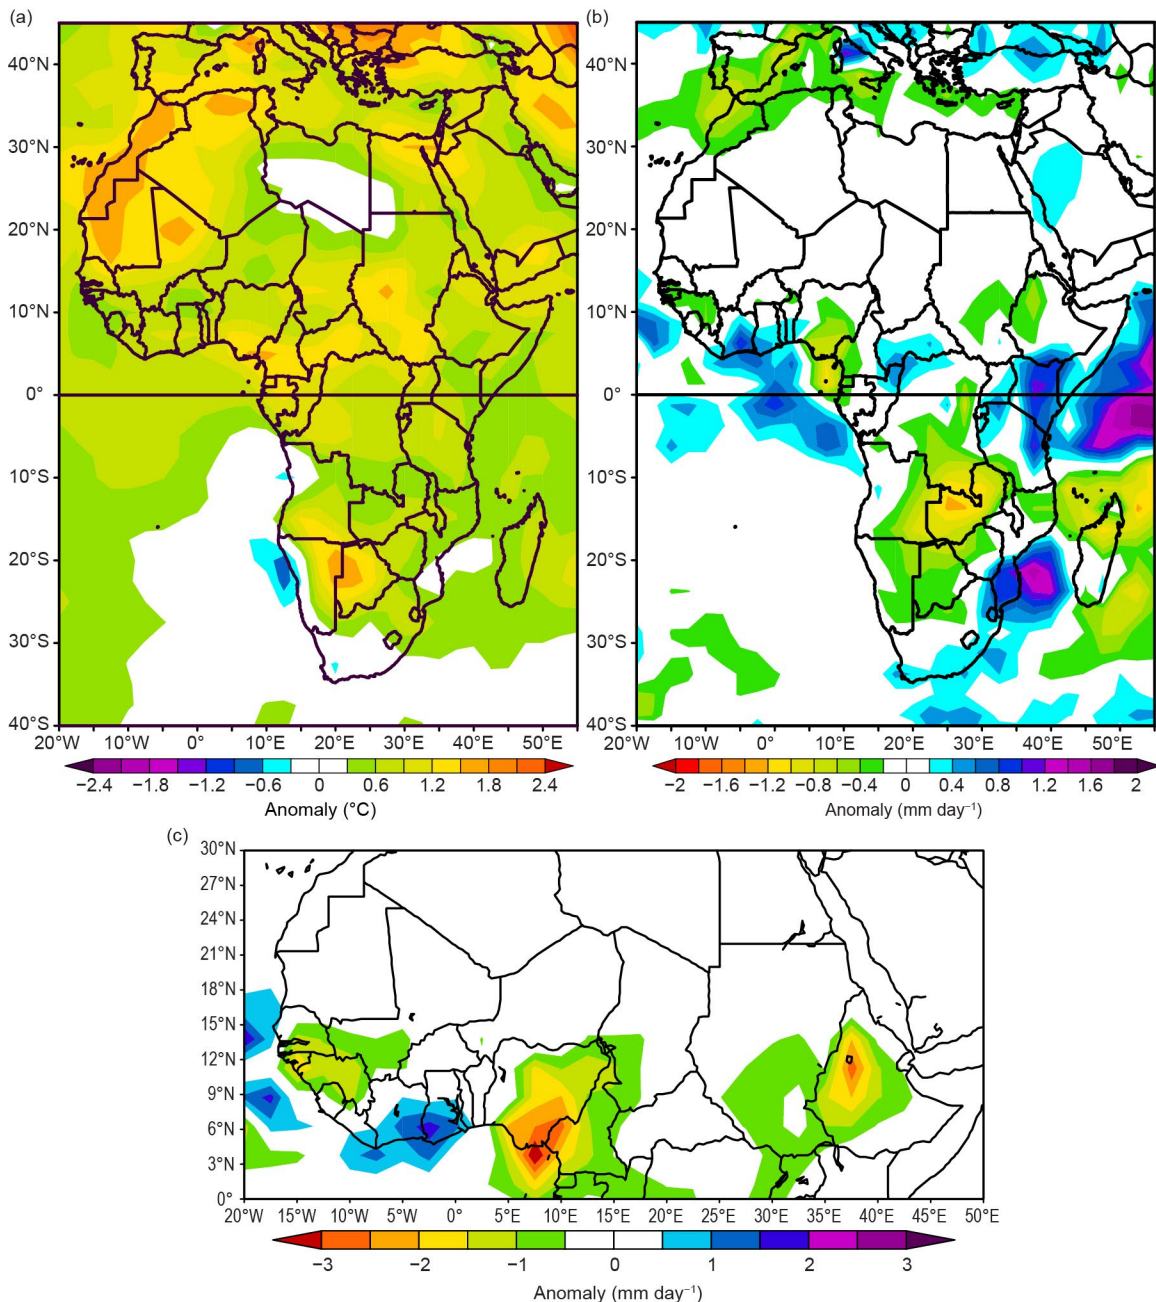 (a)
(b)
40°N 40°N
30°N 30°N
20°N 20°N
10°N 10°N
0° 0°
10°S 10°S
20°S 20°S
30°S 30°S
40°S 40°S
20°W 10°W 0° 10°E 20°E 30°E 40°E 50°E 20°W 10°W 0° 10°E 20°E 30°E 40°E 50°E
−2.4 −1.8 −1.2 −0.6 0 0.6 1.2 1.8 2.4 −2 −1.6 −1.2 −0.8 −0.4 0 0.4 0.8 1.2 1.6 2
Anomaly (°C) Anomaly (mm day⁻¹)
(c)
30°N
27°N
24°N
21°N
18°N
15°N
12°N
9°N
6°N
3°N
0°
20°W 15°W 10°W 5°W 0° 5°E 10°E 15°E 20°E 25°E 30°E 35°E 40°E 45°E 50°E
−3 −2 −1 0 1 2 3
Anomaly (mm day⁻¹)